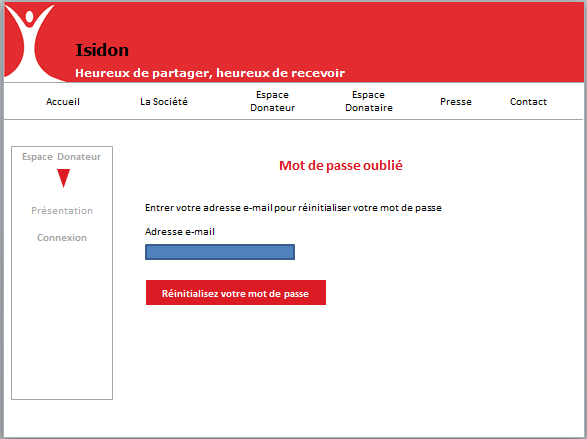 Isidon
Heureux de partager, heureux de recevoir
Accueil
La Société
Espace
Donateur
Espace
Donataire
Presse
Contact
Espace Donateur
Présentation
Connexion
Mot de passe oublié
Entrer votre adresse e-mail pour réinitialiser votre mot de passe
Adresse e-mail
Réinitialisez votre mot de passe